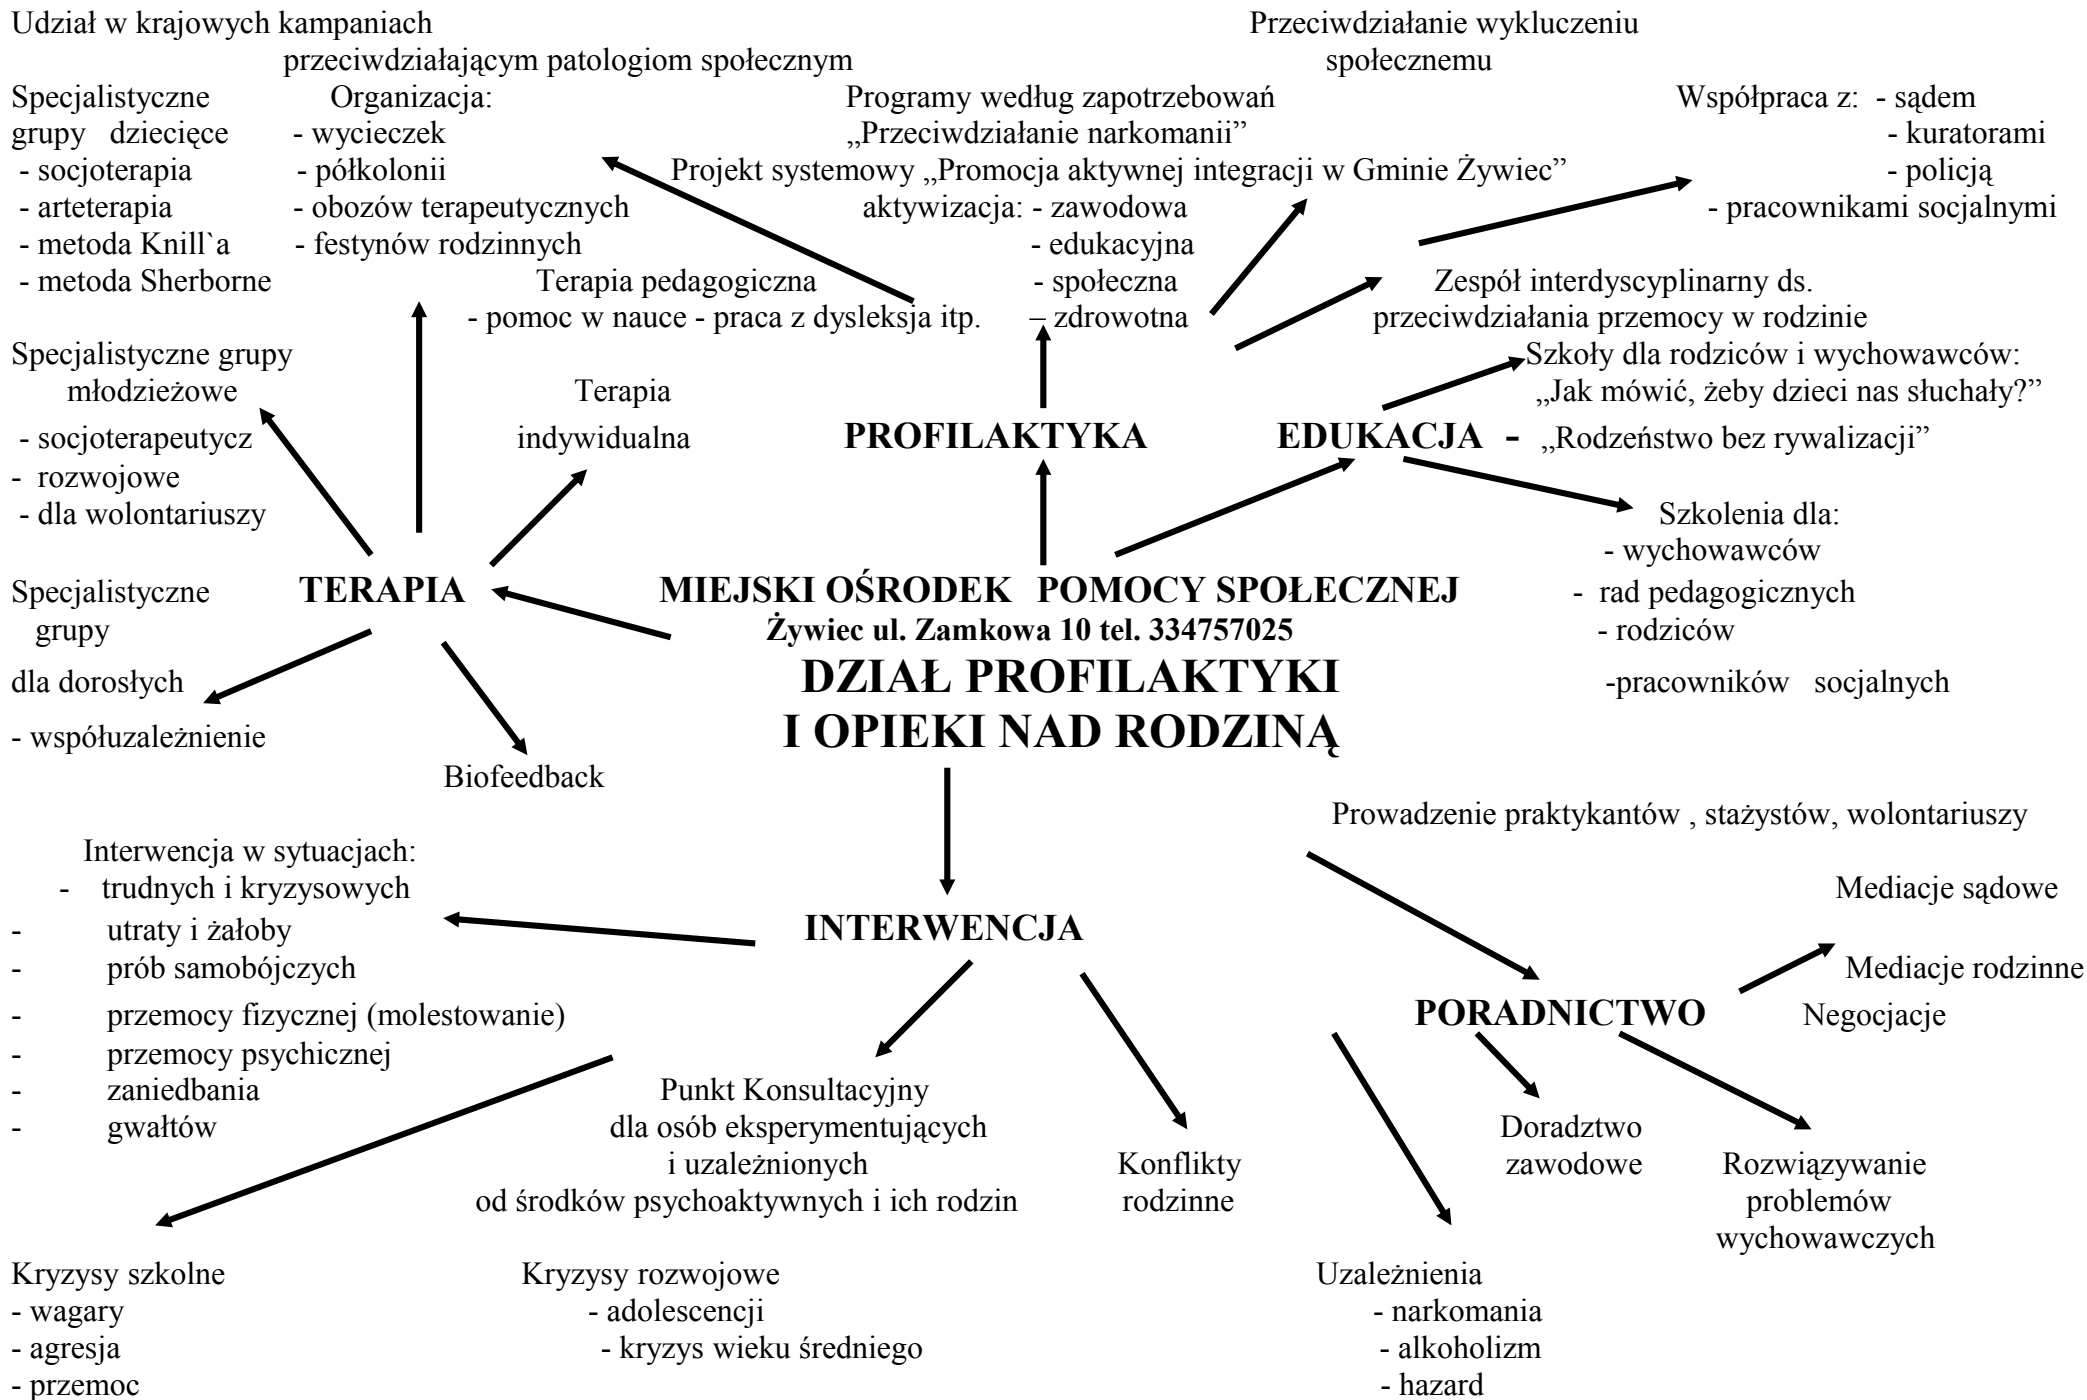 Udział w krajowych kampaniach
przeciwdziałającym patologiom społecznym
Przeciwdziałanie wykluczeniu
społecznemu
Specjalistyczne
grupy dziecięce
- socjoterapia
- arteterapia
- metoda Knill`a
- metoda Sherborne
Organizacja:
- wycieczek
- półkolonii
- obozów terapeutycznych
- festynów rodzinnych
Programy według zapotrzebowań
„Przeciwdziałanie narkomanii”
Projekt systemowy „Promocja aktywnej integracji w Gminie Żywiec”
aktywizacja: - zawodowa
- edukacyjna
- społeczna
– zdrowotna
Współpraca z: - sądem
- kuratorami
- policją
- pracownikami socjalnymi
Terapia pedagogiczna
- pomoc w nauce - praca z dysleksja itp.
Zespół interdyscyplinarny ds.
przeciwdziałania przemocy w rodzinie
Specjalistyczne grupy
młodzieżowe
- socjoterapeutycz
- rozwojowe
- dla wolontariuszy
Terapia
indywidualna
PROFILAKTYKA
Szkoły dla rodziców i wychowawców:
„Jak mówić, żeby dzieci nas słuchały?”
EDUKACJA - „Rodzeństwo bez rywalizacji”
Szkolenia dla:
- wychowawców
- rad pedagogicznych
- rodziców
-pracowników socjalnych
Specjalistyczne
grupy
dla dorosłych
- współuzależnienie
TERAPIA
MIEJSKI OŚRODEK POMOCY SPOŁECZNEJ
Żywiec ul. Zamkowa 10 tel. 334757025
DZIAŁ PROFILAKTYKI
I OPIEKI NAD RODZINĄ
Biofeedback
Prowadzenie praktykantów , stażystów, wolontariuszy
Interwencja w sytuacjach:
- trudnych i kryzysowych
- utraty i żałoby
- prób samobójczych
- przemocy fizycznej (molestowanie)
- przemocy psychicznej
- zaniedbania
- gwałtów
INTERWENCJA
Mediacje sądowe
Mediacje rodzinne
PORADNICTWO
Negocjacje
Punkt Konsultacyjny
dla osób eksperymentujących
i uzależnionych
od środków psychoaktywnych i ich rodzin
Konflikty
rodzinne
Doradztwo
zawodowe
Rozwiązywanie
problemów
wychowawczych
Kryzysy szkolne
- wagary
- agresja
- przemoc
Kryzysy rozwojowe
- adolescencji
- kryzys wieku średniego
Uzależnienia
- narkomania
- alkoholizm
- hazard